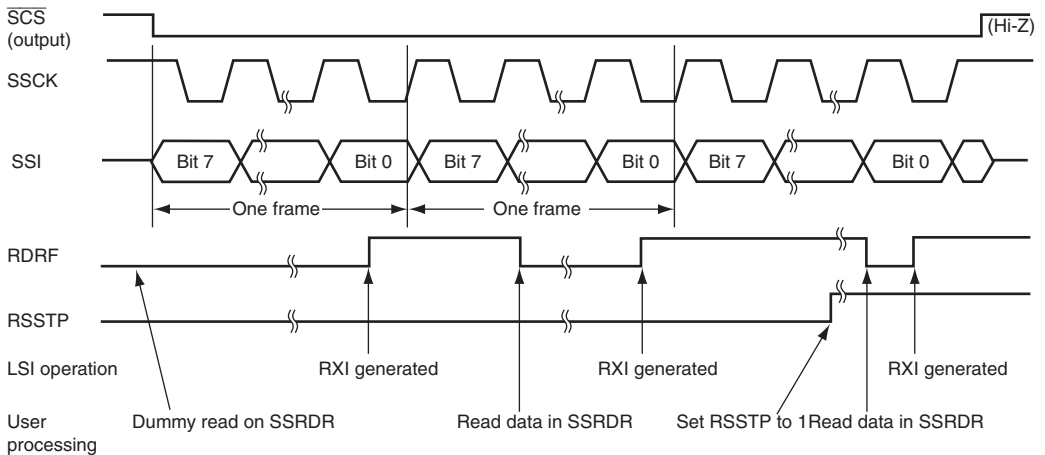 SCS
(output)
(Hi-Z)
SSCK
SSI
Bit 7
Bit 0
Bit 7
Bit 0
Bit 7
Bit 0
One frame
One frame
RDRF
RSSTP
LSI operation
RXI generated
RXI generated
RXI generated
User
processing
Dummy read on SSRDR
Read data in SSRDR
Set RSSTP to 1
Read data in SSRDR